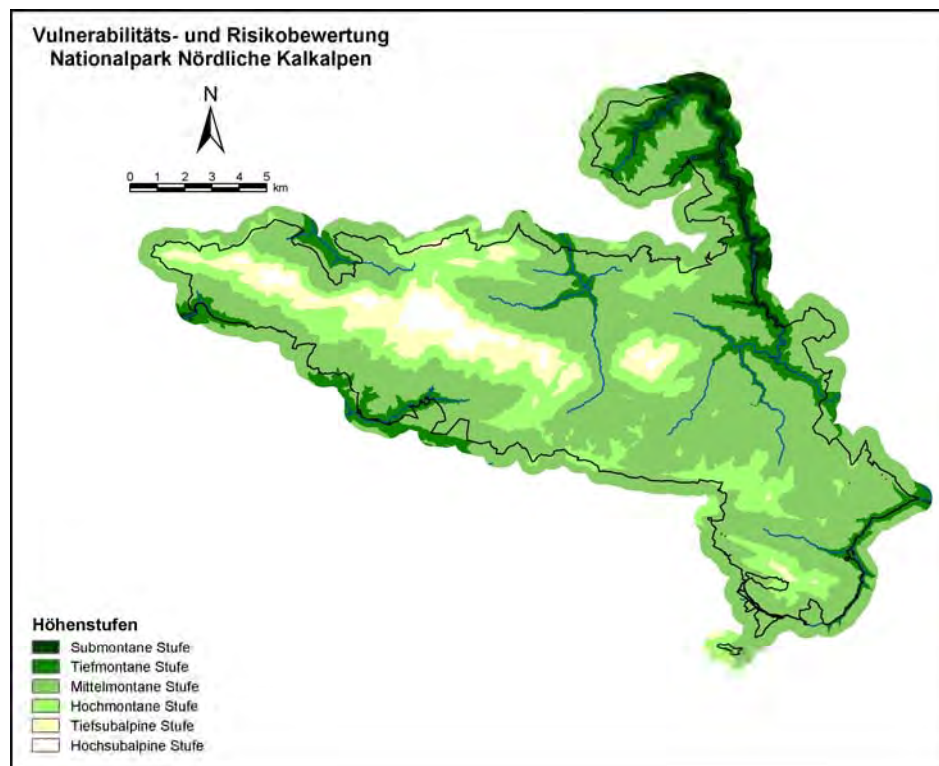 Vulnerabilitäts- und Risikobewertung
Nationalpark Nördliche Kalkalpen
N
0 1 2 3 4 5
km
Höhenstufen
Submontane Stufe
Tiefmontane Stufe
Mittelmontane Stufe
Hochmontane Stufe
Tiefsubalpine Stufe
Hochsubalpine Stufe